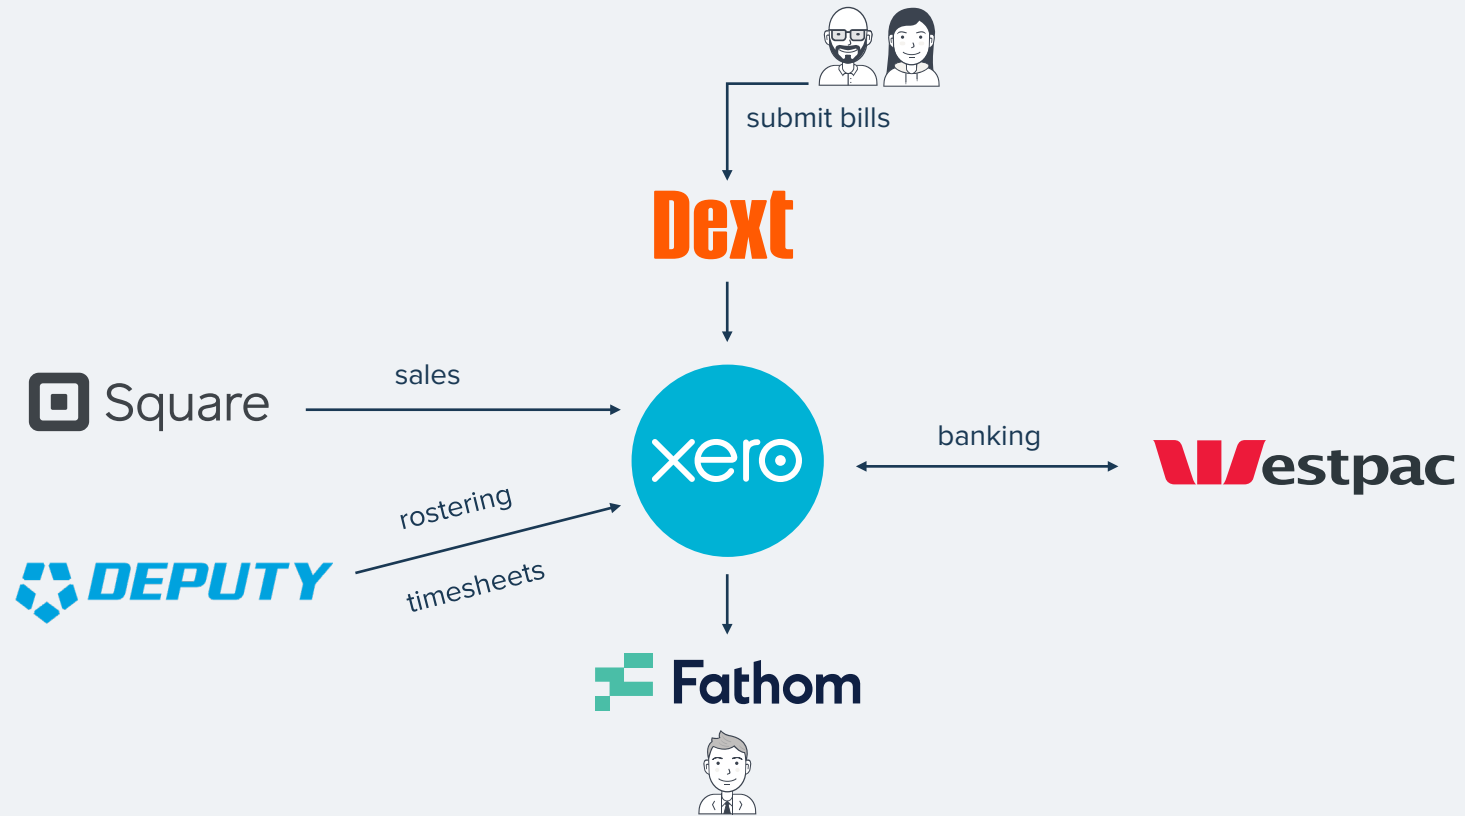 submit bills
Dext
sales
Square
xero
banking
Westpac
rostering
timesheets
DEPUTY
Fathom